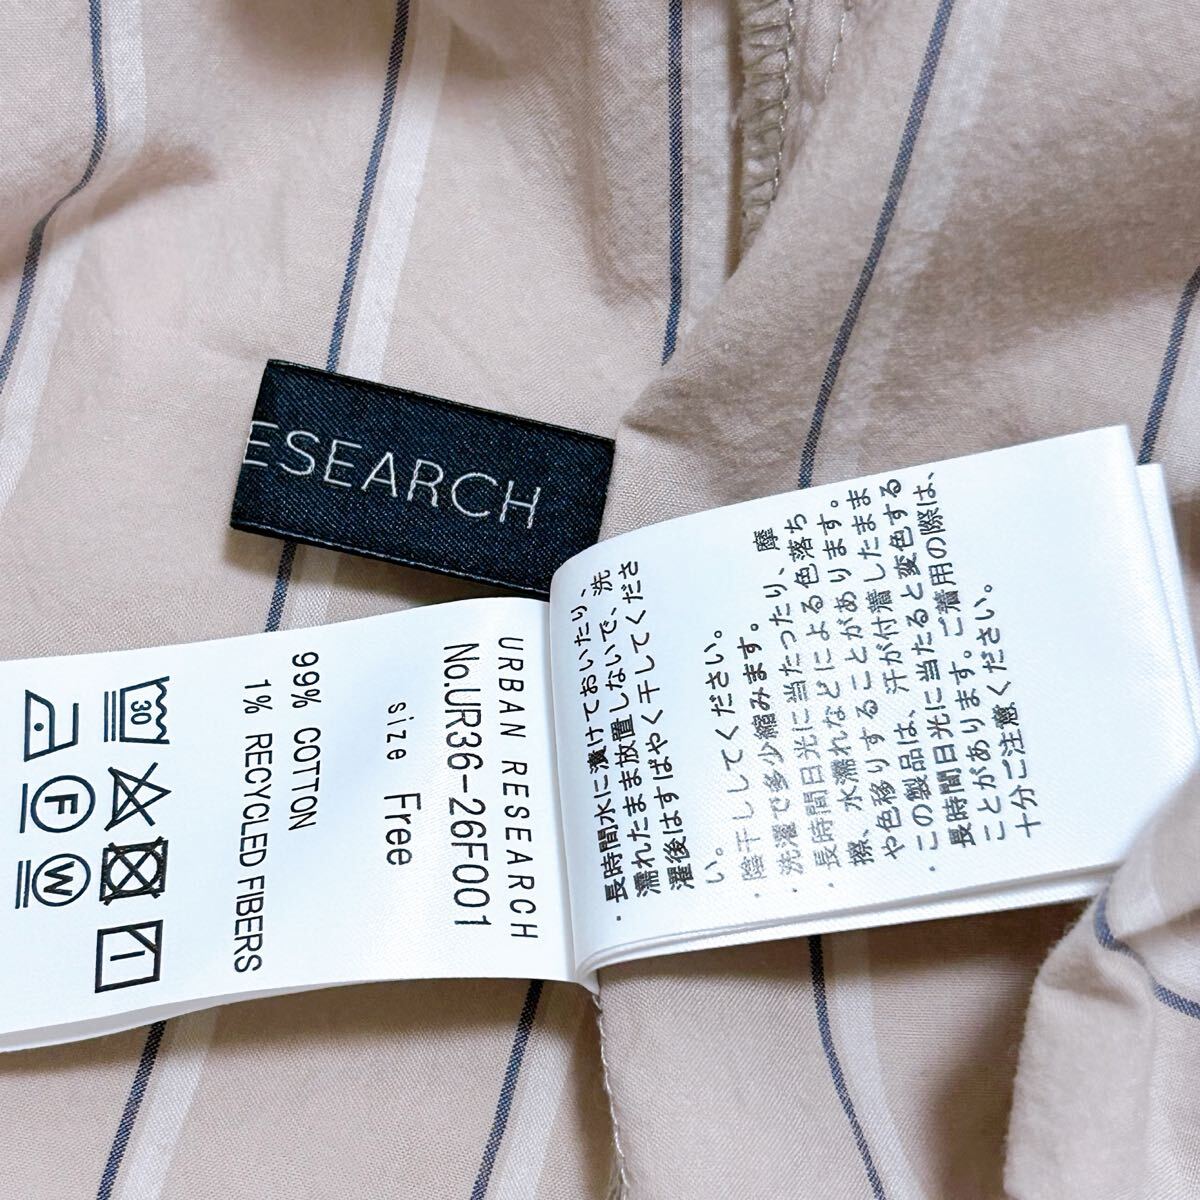 ESEARCH
URBAN RESEARCH
No.UR36-26F001
size Free
99% COTTON
1% RECYCLED FIBERS
30
F
W
・長時間水に漬けておいたり、
濡れたまま放置しないで、洗
濯後はすばやく干してくださ
い。
・陰干ししてください。
・洗濯で多少縮みます。
・長時間日光に当たったり、摩
擦、水濡れなどによる色落ち
や色移りすることがあります。
・この製品は、汗が付着したまま
長時間日光に当たると変色する
ことがあります。ご着用の際は、
十分ご注意ください。